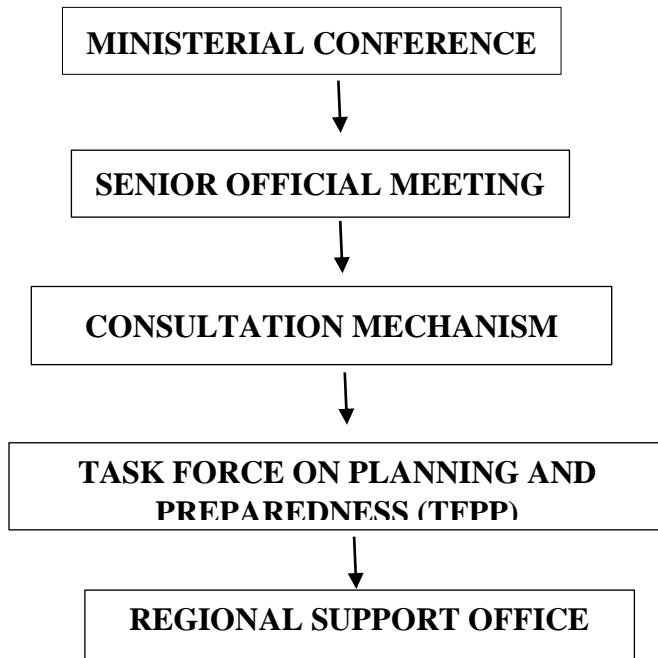 MINISTERIAL CONFERENCE
SENIOR OFFICIAL MEETING
CONSULTATION MECHANISM
TASK FORCE ON PLANNING AND
PREPAREDNESS (TFPP)
REGIONAL SUPPORT OFFICE